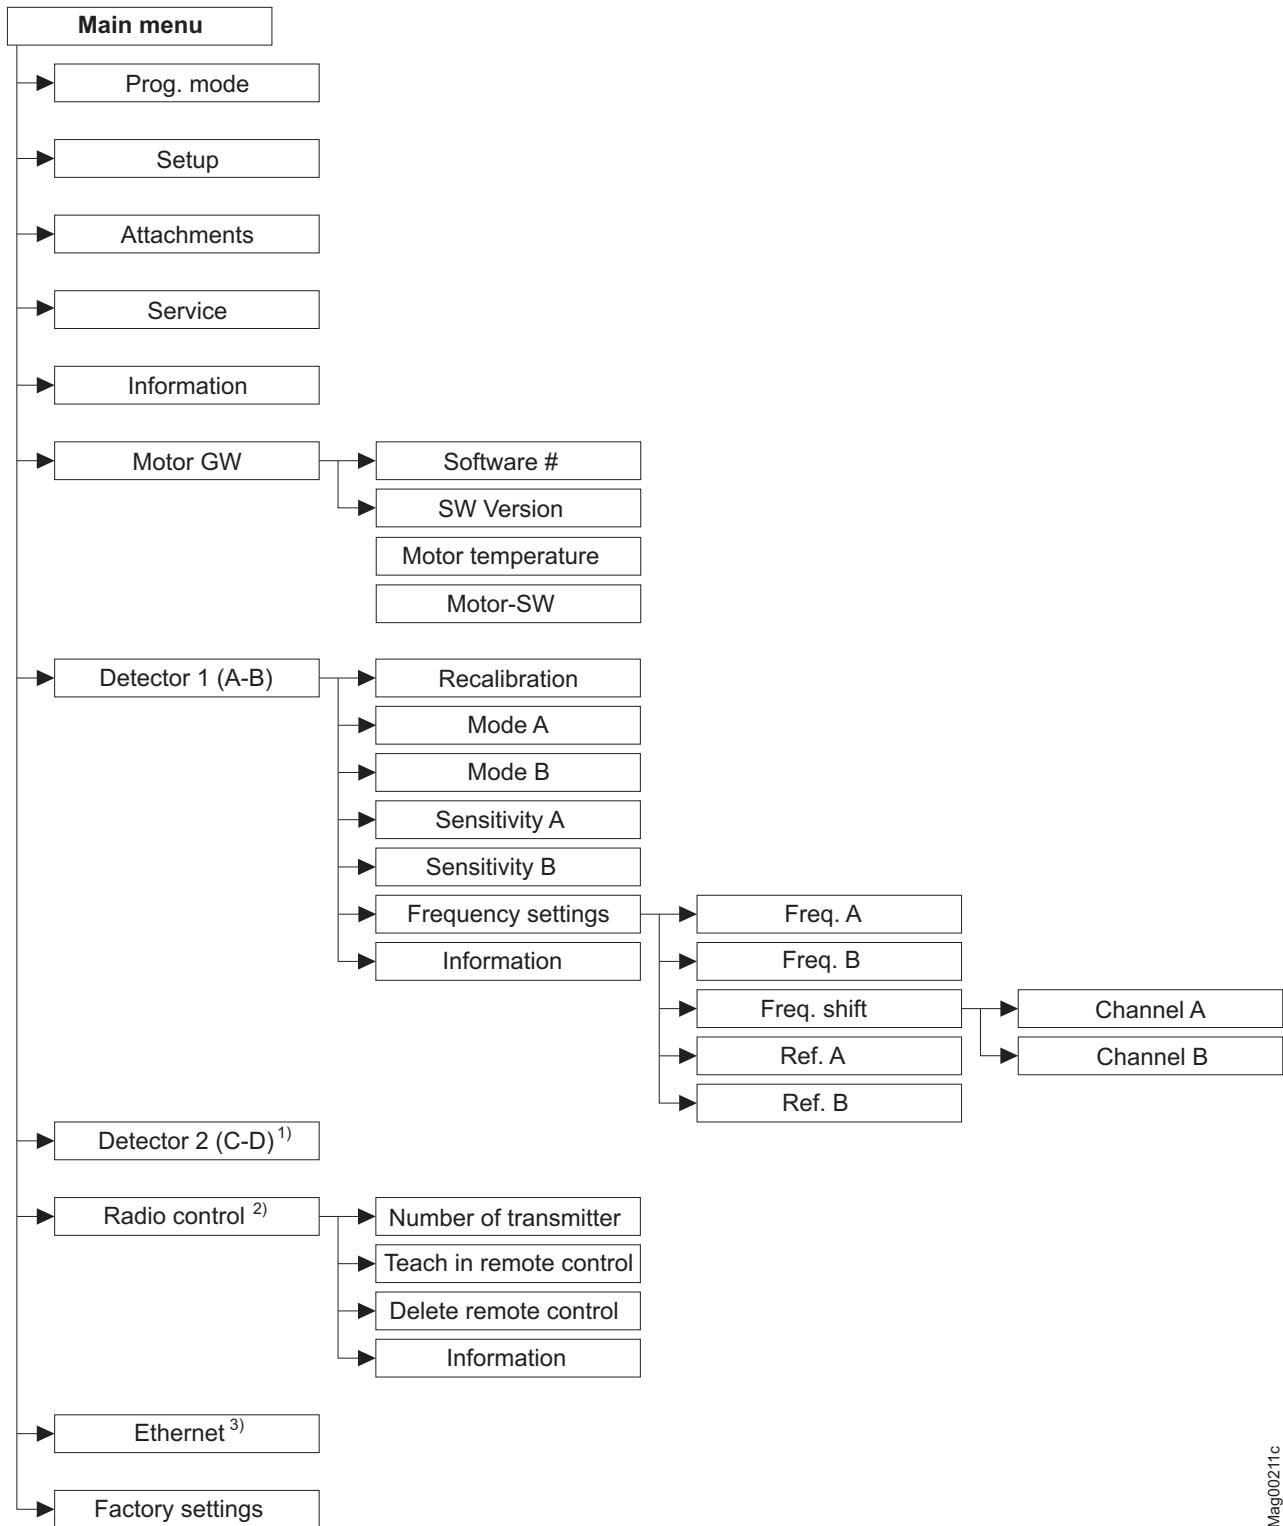 Main menu
Prog. mode
Setup
Attachments
Service
Information
Motor GW
Software #
SW Version
Motor temperature
Motor-SW
Detector 1 (A-B)
Recalibration
Mode A
Mode B
Sensitivity A
Sensitivity B
Frequency settings
Freq. A
Information
Freq. B
Freq. shift
Channel A
Ref. A
Channel B
Ref. B
Detector 2 (C-D) 1)
Radio control 2)
Number of transmitter
Teach in remote control
Delete remote control
Information
Ethernet 3)
Factory settings
Mag00211c